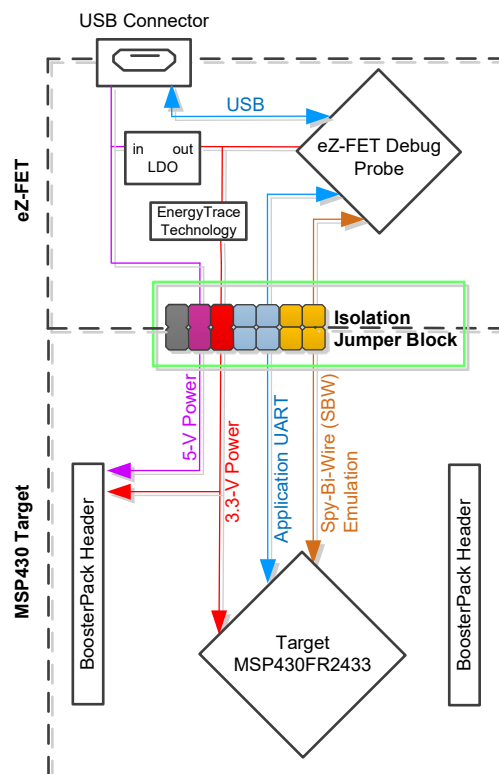 USB Connector
USB
eZ-FET Debug
Probe
in out
LDO
EnergyTrace
Technology
eZ-FET
Isolation
Jumper Block
5-V Power
3.3-V Power
Application UART
Spy-Bi-Wire (SBW)
Emulation
MSP430 Target
BoosterPack Header
BoosterPack Header
Target
MSP430FR2433